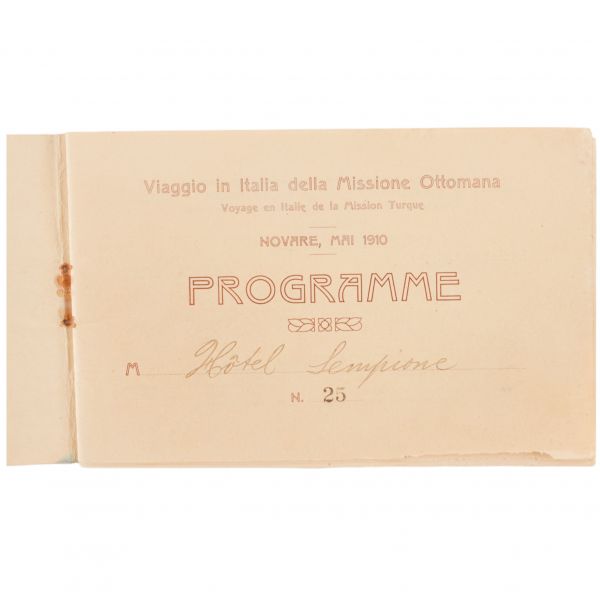 Viaggio in Italia della Missione Ottomana
Voyage en Italie de la Mission Turque
NOVARE, MAI 1910
PROGRAMME
M Hôtel Sempione
N. 25